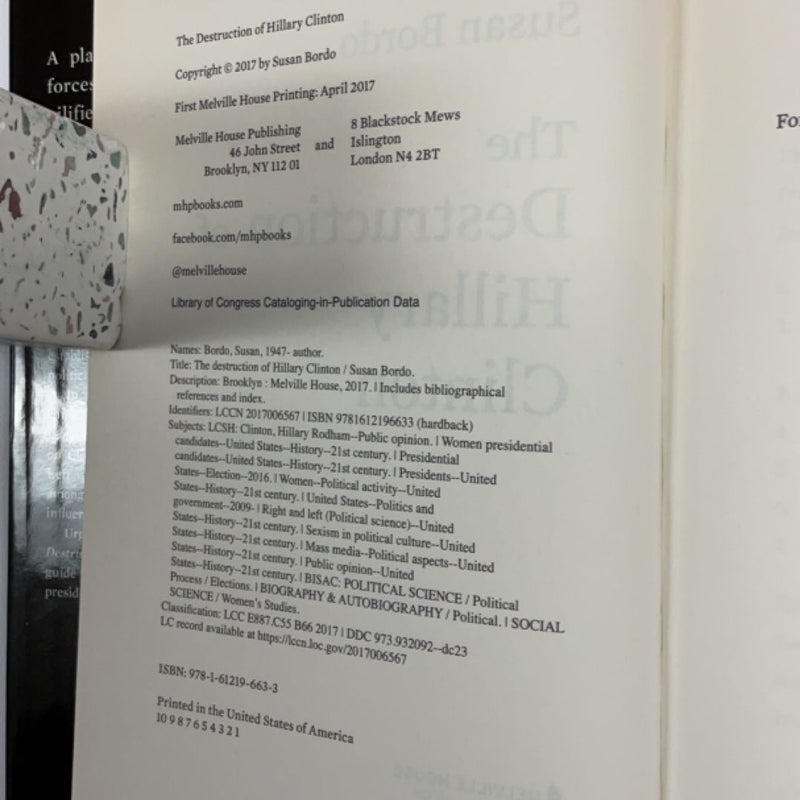 The Destruction of Hillary Clinton
Copyright © 2017 by Susan Bordo
First Melville House Printing: April 2017
Melville House Publishing
46 John Street
Brooklyn, NY 112 01
and
8 Blackstock Mews
Islington
London N4 2BT
mhpbooks.com
facebook.com/mhpbooks
@melvillehouse
Library of Congress Cataloging-in-Publication Data
Names: Bordo, Susan, 1947- author.
Title: The destruction of Hillary Clinton / Susan Bordo.
Description: Brooklyn : Melville House, 2017. | Includes bibliographical
references and index.
Identifiers: LCCN 2017006567 | ISBN 9781612196633 (hardback)
Subjects: LCSH: Clinton, Hillary Rodham--Public opinion. | Women presidential
candidates--United States--History--21st century. | Presidential
candidates--United States--History--21st century. | Presidents--United
States--Election--2016. | Women--Political activity--United
States--History--21st century. | United States--Politics and
government--2009- | Right and left (Political science)--United
States--History--21st century. | Sexism in political culture--United
States--History--21st century. | Mass media--Political aspects--United
States--History--21st century. | Public opinion--United
States--History--21st century. | BISAC: POLITICAL SCIENCE / Political
Process / Elections. | BIOGRAPHY & AUTOBIOGRAPHY / Political. | SOCIAL
SCIENCE / Women's Studies.
Classification: LCC E887.C55 B66 2017 | DDC 973.932092--dc23
LC record available at https://lccn.loc.gov/2017006567
ISBN: 978-1-61219-663-3
Printed in the United States of America
10 9 8 7 6 5 4 3 2 1
A pla
forces
influe
Destr
guide
presid
Susan Bordo
The
Destruction
Hillary
Clinton
MELVILLE HOUSE